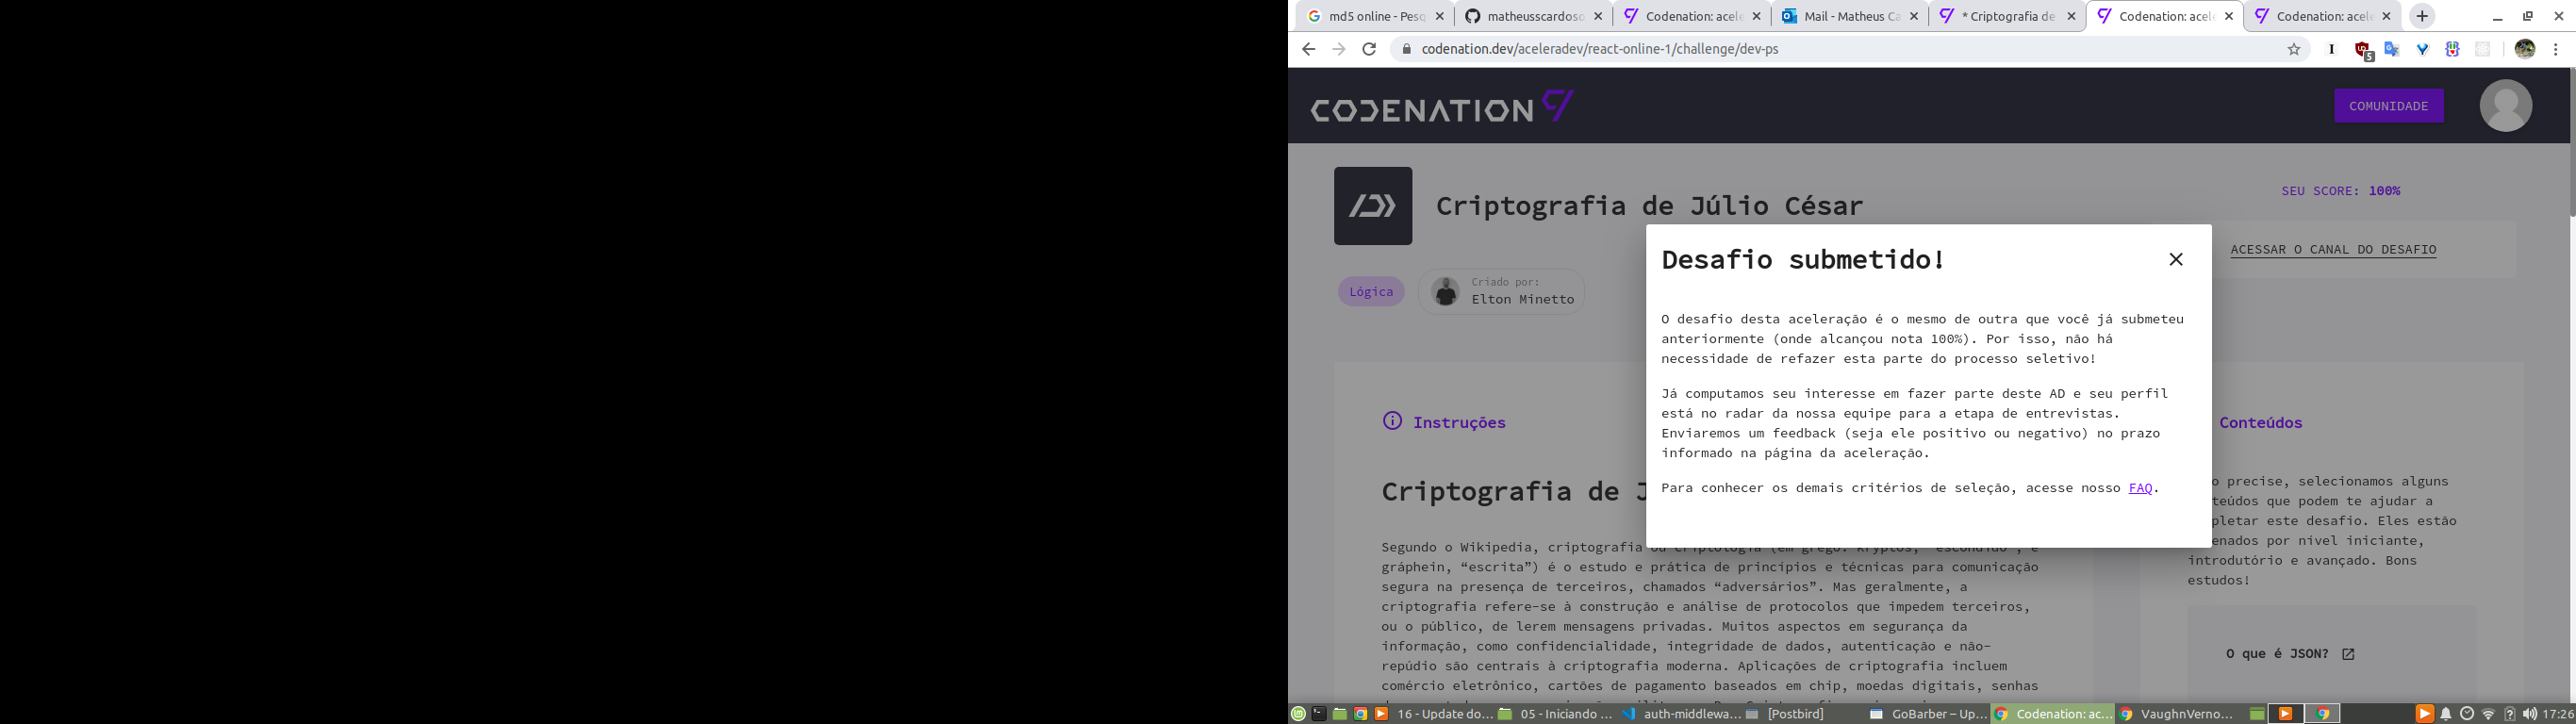 md5 online - Pesq
matheusscardoso
Codenation: acele
Mail - Matheus Ca
* Criptografia de
Codenation: acele
Codenation: acele
codenation.dev/aceleradev/react-online-1/challenge/dev-ps
5
CODENATION
COMUNIDADE
Criptografia de Júlio César
SEU SCORE: 100%
ACESSAR O CANAL DO DESAFIO
Lógica
Criado por:
Elton Minetto
Desafio submetido!
O desafio desta aceleração é o mesmo de outra que você já submeteu
anteriormente (onde alcançou nota 100%). Por isso, não há
necessidade de refazer esta parte do processo seletivo!
Já computamos seu interesse em fazer parte deste AD e seu perfil
está no radar da nossa equipe para a etapa de entrevistas.
Enviaremos um feedback (seja ele positivo ou negativo) no prazo
informado na página da aceleração.
Para conhecer os demais critérios de seleção, acesse nosso FAQ.
Instruções
Criptografia de J
Segundo o Wikipedia, criptografia ou criptologia (em grego: kryptós, "escondido", e
gráphein, “escrita”) é o estudo e prática de princípios e técnicas para comunicação
segura na presença de terceiros, chamados “adversários”. Mas geralmente, a
criptografia refere-se à construção e análise de protocolos que impedem terceiros,
ou o público, de lerem mensagens privadas. Muitos aspectos em segurança da
informação, como confidencialidade, integridade de dados, autenticação e não-
repúdio são centrais à criptografia moderna. Aplicações de criptografia incluem
comércio eletrônico, cartões de pagamento baseados em chip, moedas digitais, senhas
Conteúdos
o precise, selecionamos alguns
teúdos que podem te ajudar a
pletar este desafio. Eles estão
enados por nível iniciante,
introdutório e avançado. Bons
estudos!
O que é JSON?
16 - Update do...
05 - Iniciando ...
auth-middlewa...
[Postbird]
GoBarber – Up...
Codenation: ac...
VaughnVerno...
17:2